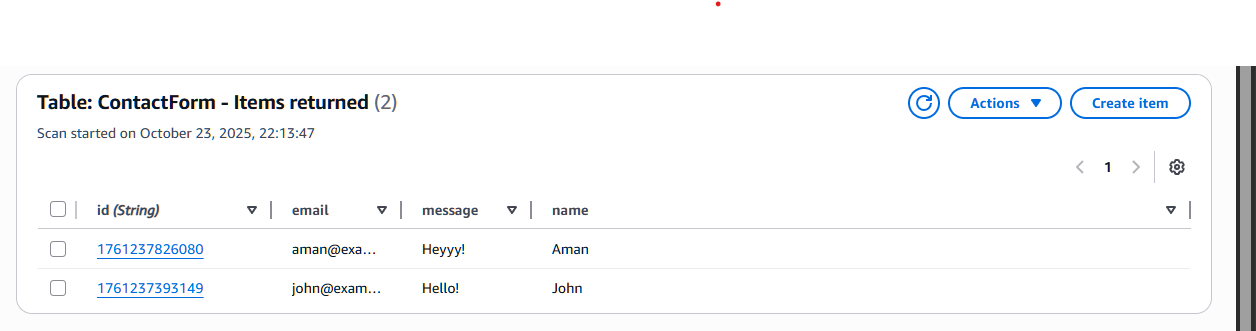 Table: ContactForm - Items returned (2)
Actions
Create item
Scan started on October 23, 2025, 22:13:47
1
id (String) email message name
1761237826080 aman@exa... Heyyy! Aman
1761237393149 john@exam... Hello! John